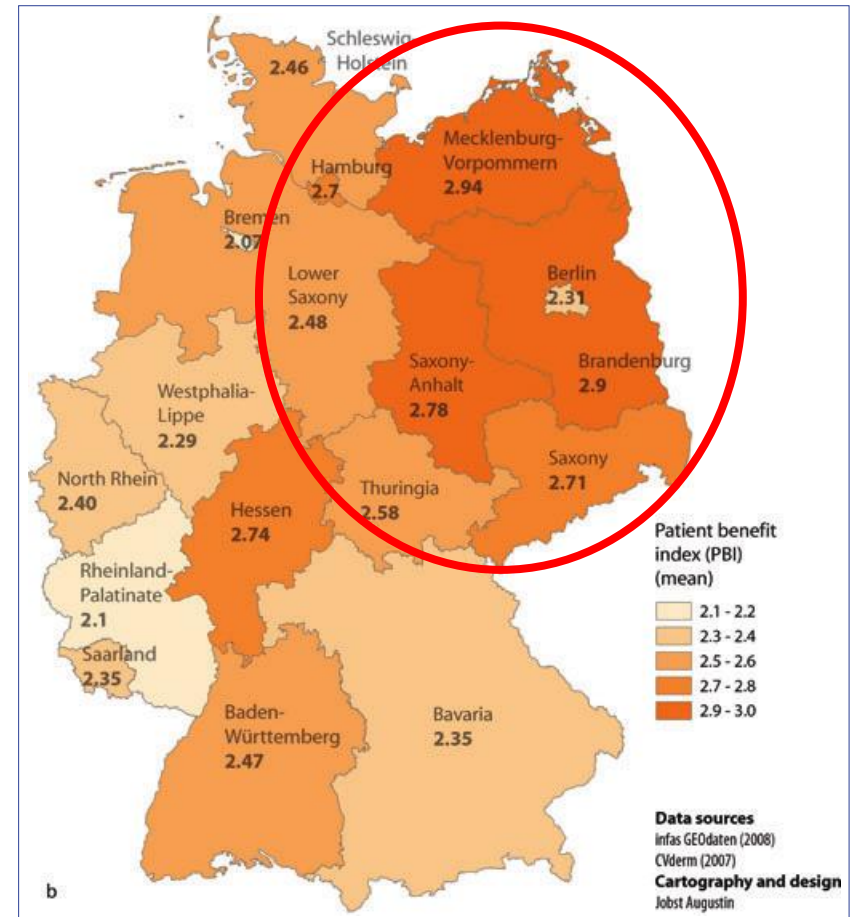 Schleswig-
Holstein
2.46
Mecklenburg-
Vorpommern
2.94
Hamburg
2.7
Bremen
2.07
Lower
Saxony
2.48
Berlin
2.31
Brandenburg
2.9
Saxony-
Anhalt
2.78
Westphalia-
Lippe
2.29
Saxony
2.71
North Rhein
2.40
Hessen
2.74
Thuringia
2.58
Rheinland-
Palatinate
2.1
Saarland
2.35
Baden-
Württemberg
2.47
Bavaria
2.35
Patient benefit
index (PBI)
(mean)
2.1 - 2.2
2.3 - 2.4
2.5 - 2.6
2.7 - 2.8
2.9 - 3.0
Data sources
infas GEOdaten (2008)
CVderm (2007)
Cartography and design
Jobst Augustin
b